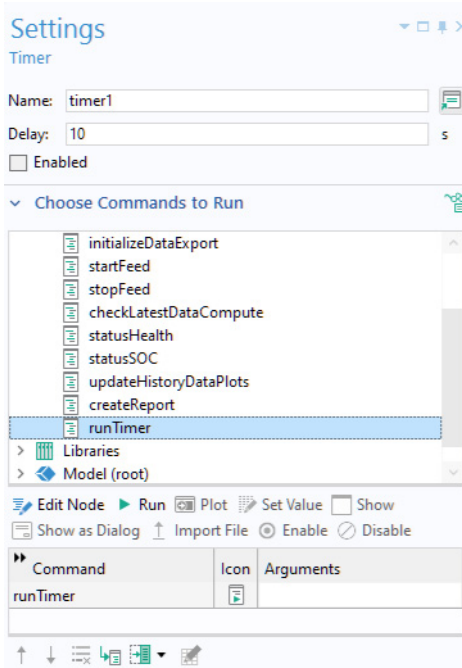 Settings
Timer
Name: timer1
Delay: 10 s
Enabled
Choose Commands to Run
initializeDataExport
startFeed
stopFeed
checkLatestDataCompute
statusHealth
statusSOC
updateHistoryDataPlots
createReport
runTimer
Libraries
Model (root)
Edit Node Run Plot Set Value Show
Show as Dialog Import File Enable Disable
Command Icon Arguments
runTimer